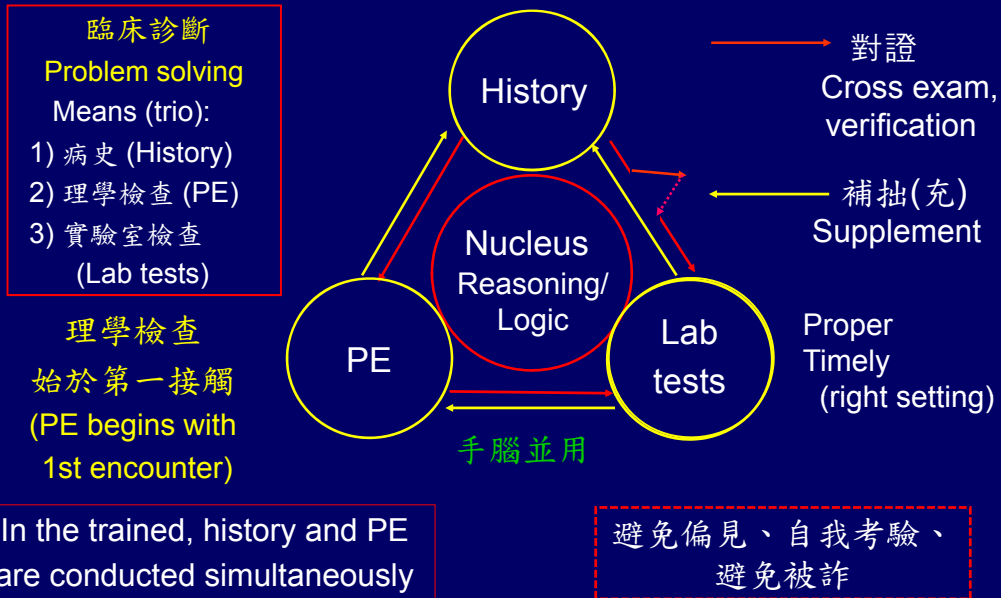 臨床診斷
Problem solving
Means (trio):
1) 病史 (History)
2) 理學檢查 (PE)
3) 實驗室檢查
(Lab tests)
理學檢查
始於第一接觸
(PE begins with
1st encounter)
History
Nucleus
Reasoning/
Logic
PE
Lab
tests
手腦並用
對證
Cross exam,
verification
補拙(充)
Supplement
Proper
Timely
(right setting)
In the trained, history and PE
are conducted simultaneously
避免偏見、自我考驗、
避免被詐